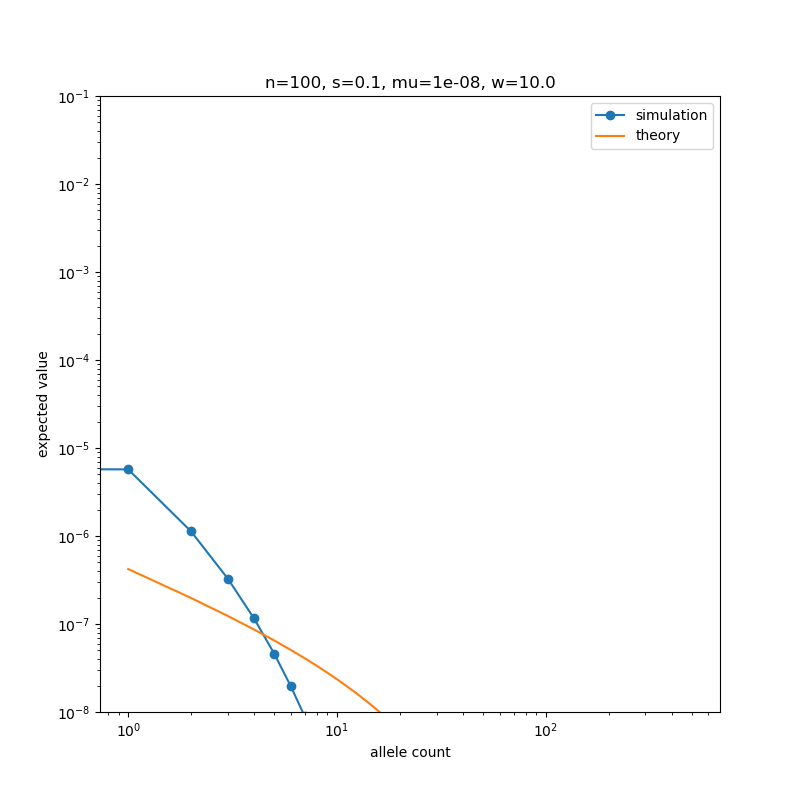 n=100, s=0.1, mu=1e-08, w=10.0
simulation
theory
10⁻¹
10⁻²
10⁻³
10⁻⁴
10⁻⁵
10⁻⁶
10⁻⁷
10⁻⁸
expected value
10⁰ 10¹ 10²
allele count